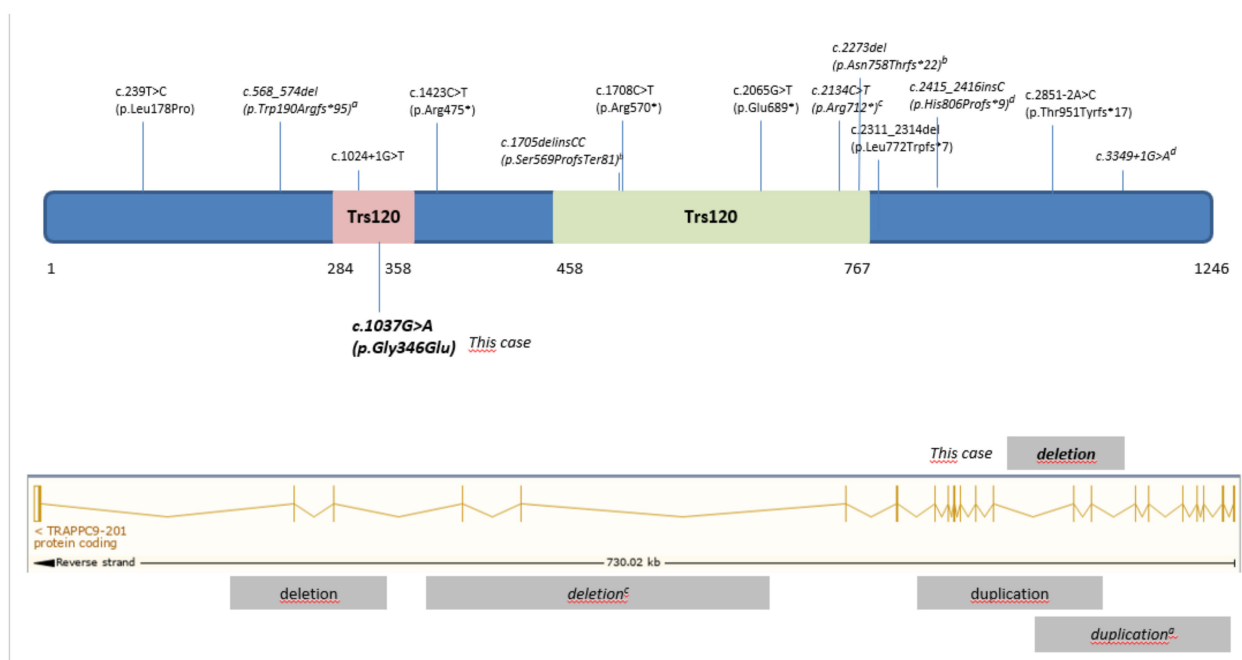 c.2273del
(p.Asn758Thrfs*22)b
c.239T>C
(p.Leu178Pro)
c.568_574del
(p.Trp190Argfs*95)a
c.1423C>T
(p.Arg475*)
c.1708C>T
(p.Arg570*)
c.2065G>T
(p.Glu689*)
c.2134C>T
(p.Arg712*)c
c.2415_2416insC
(p.His806Profs*9)d
c.2851-2A>C
(p.Thr951Tyrfs*17)
c.1024+1G>T
c.1705delinsCC
(p.Ser569ProfsTer81)b
c.2311_2314del
(p.Leu772Trpfs*7)
c.3349+1G>Ad
Trs120
Trs120
1
284
358
458
767
1246
c.1037G>A
(p.Gly346Glu)
This case
This case
deletion
< TRAPPC9-201
protein coding
Reverse strand
730.02 kb
deletion
deletionc
duplication
duplicationa